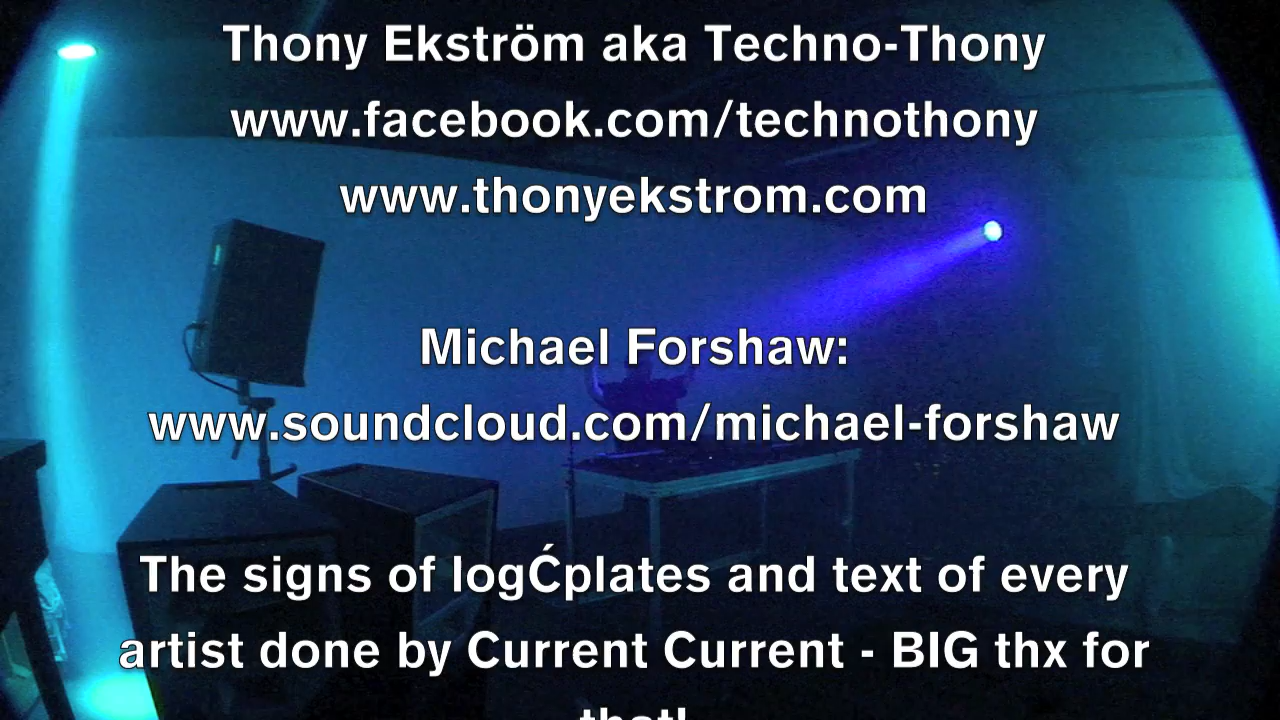 Thony Ekström aka Techno-Thony
www.facebook.com/technothony
www.thonyekstrom.com
Michael Forshaw:
www.soundcloud.com/michael-forshaw
The signs of logĆplates and text of every
artist done by Current Current - BIG thx for
that!